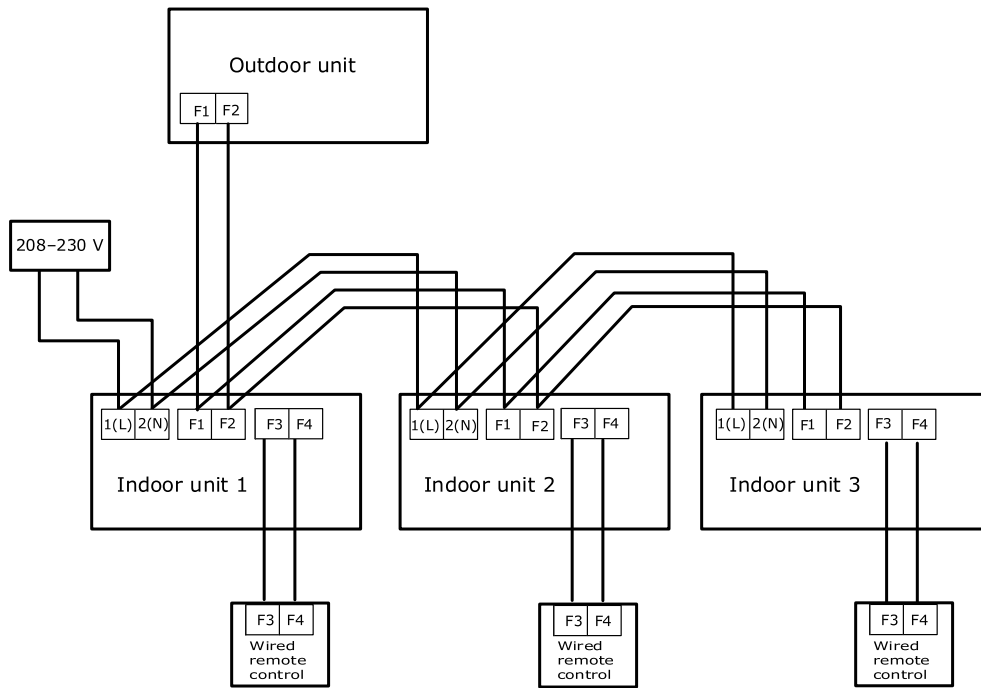 Outdoor unit
F1 F2
208–230 V
1(L) 2(N) F1 F2 F3 F4
Indoor unit 1
1(L) 2(N) F1 F2 F3 F4
Indoor unit 2
1(L) 2(N) F1 F2 F3 F4
Indoor unit 3
F3 F4
Wired
remote
control
F3 F4
Wired
remote
control
F3 F4
Wired
remote
control